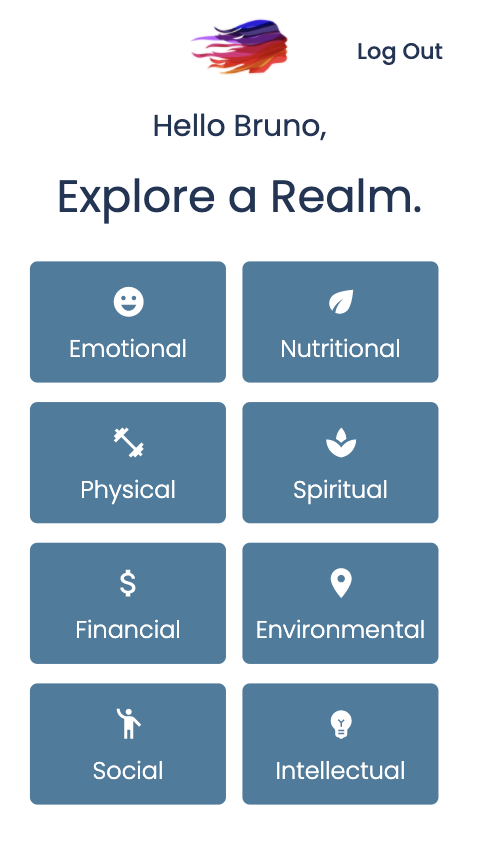 Log Out
Hello Bruno,
Explore a Realm.
Emotional
Nutritional
Physical
Spiritual
$
Financial
Environmental
Social
Intellectual